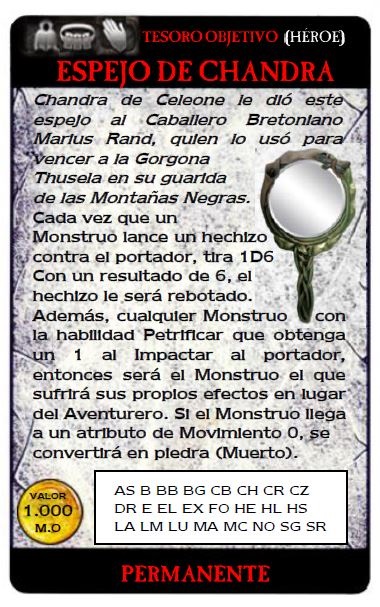 TESORO OBJETIVO (HÉROE)
ESPEJO DE CHANDRA
Chandra de Celeone le dió este
espejo al Caballero Bretoniano
Marius Rand, quien lo usó para
vencer a la Gorgona
Thusela en su guarida
de las Montañas Negras.
Cada vez que un
Monstruo lance un hechizo
contra el portador, tira 1D6
Con un resultado de 6, el
hechizo le será rebotado.
Además, cualquier Monstruo con
la habilidad Petrificar que obtenga
un 1 al Impactar al portador,
entonces será el Monstruo el que
sufrirá sus propios efectos en lugar
del Aventurero. Si el Monstruo llega
a un atributo de Movimiento 0, se
convertirá en piedra (Muerto).
VALOR
1.000
M.O
AS B BB BG CB CH CR CZ
DR E EL EX FO HE HL HS
LA LM LU MA MC NO SG SR
PERMANENTE